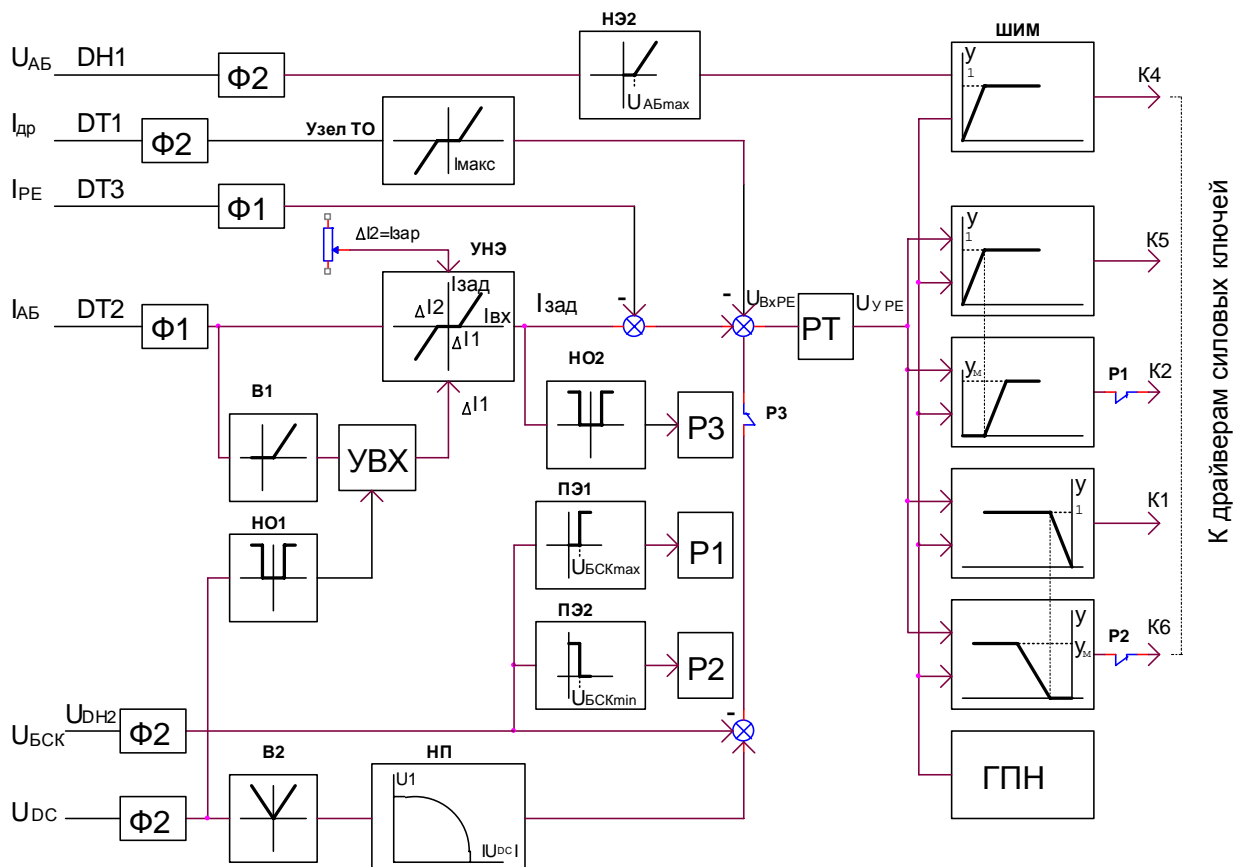 НЭ2
ШИМ
UАБ DH1
Ф2
UАБmax
y
1
К4
Iдр DT1
Ф2
Узел ТО
Iмакс
IРЕ DT3
Ф1
ΔI2=Iзар
УНЭ
Iзад
ΔI2
Iвх
ΔI1
IАБ DT2
Ф1
Iзад
-
-
UВхРЕ
РТ
UУ РЕ
y
1
К5
yм
Р1
К2
В1
ΔI1
НО2
Р3
Р3
УВХ
НО1
ПЭ1
UБСКmax
Р1
y
1
К1
ПЭ2
UБСКmin
Р2
y
yм
Р2
К6
К драйверам силовых ключей
UБСК
UDH2
Ф2
-
В2
НП
U1
IUDCI
UDC
Ф2
ГПН